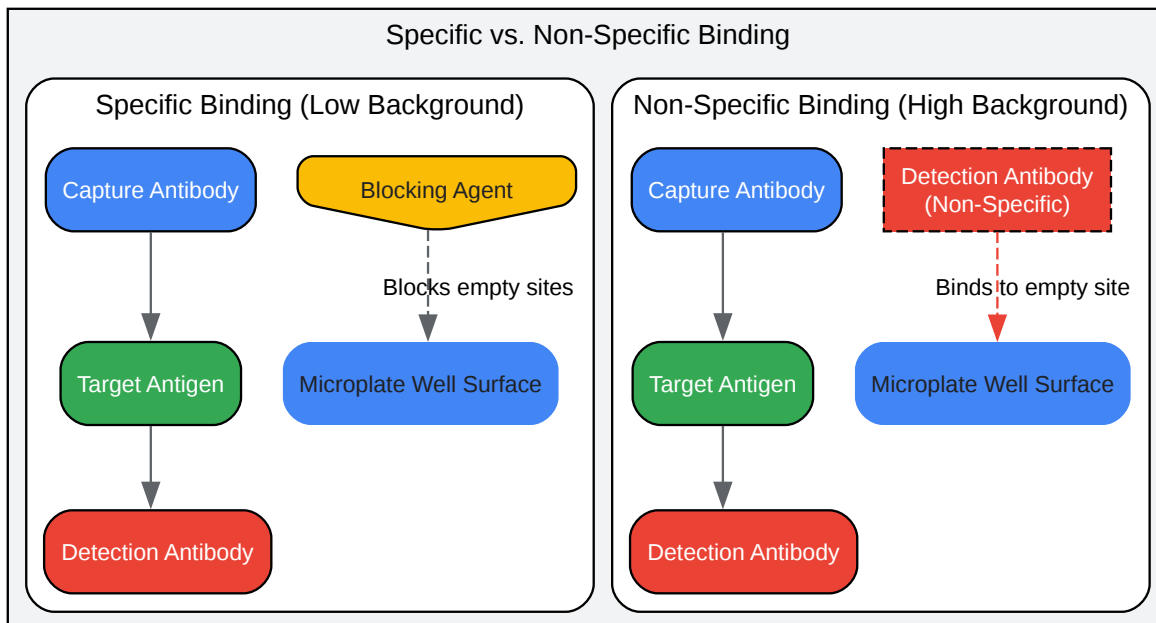 Specific vs. Non-Specific Binding
Specific Binding (Low Background)
Capture Antibody
Blocking Agent
Blocks empty sites
Target Antigen
Microplate Well Surface
Detection Antibody
Non-Specific Binding (High Background)
Capture Antibody
Detection Antibody
(Non-Specific)
Binds to empty site
Target Antigen
Microplate Well Surface
Detection Antibody